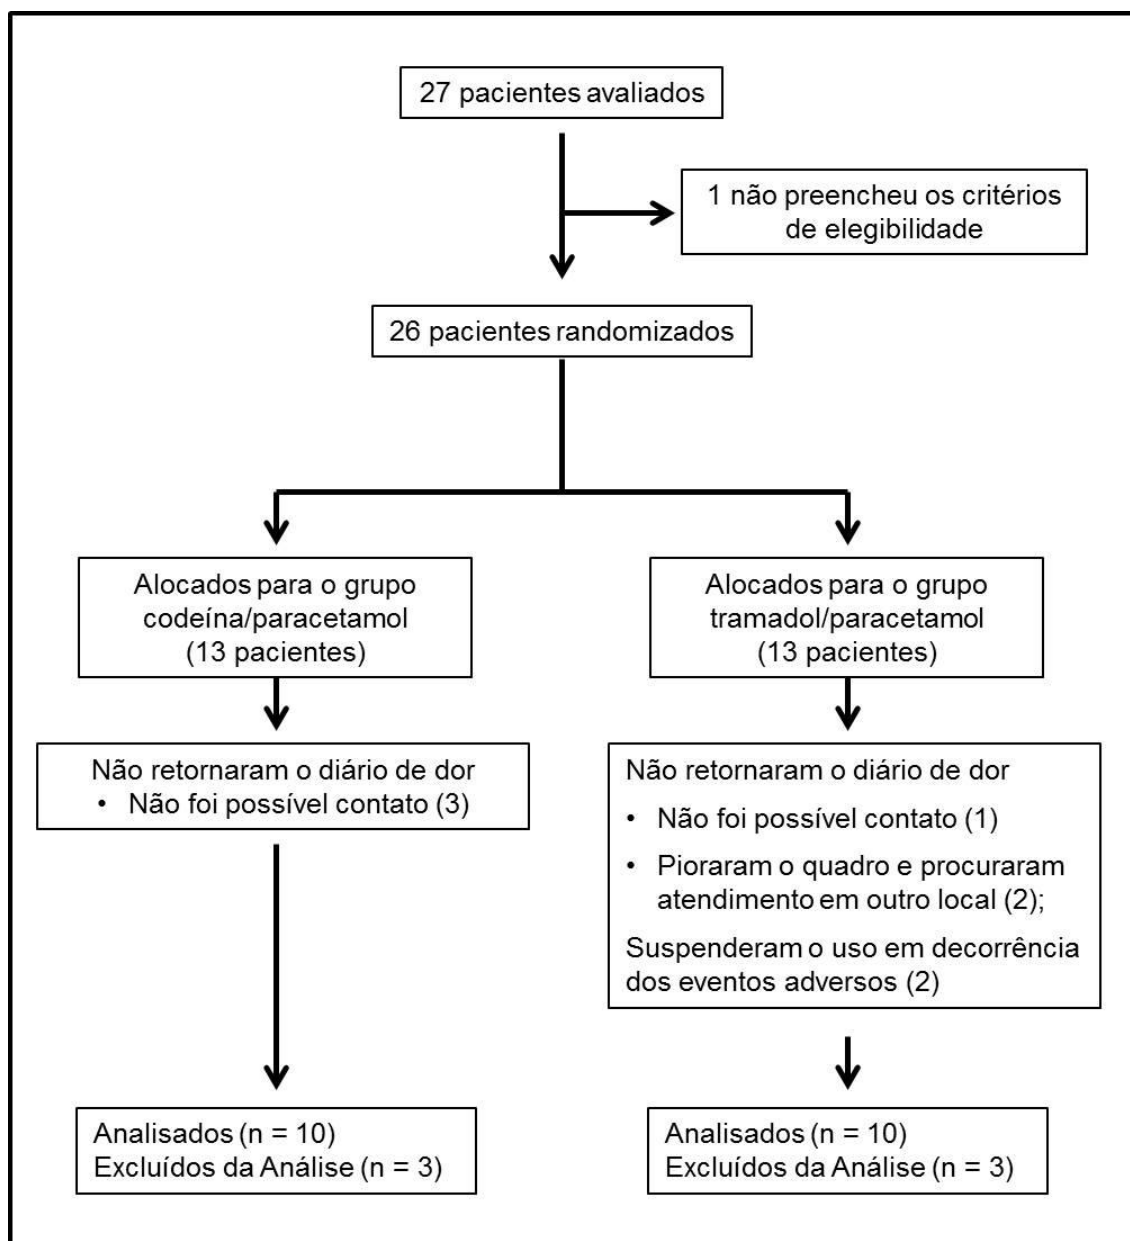 27 pacientes avaliados
1 não preencheu os critérios
de elegibilidade
26 pacientes randomizados
Alocados para o grupo
codeína/paracetamol
(13 pacientes)
Alocados para o grupo
tramadol/paracetamol
(13 pacientes)
Não retornaram o diário de dor
• Não foi possível contato (3)
Não retornaram o diário de dor
• Não foi possível contato (1)
• Pioraram o quadro e procuraram
atendimento em outro local (2);
Suspenderam o uso em decorrência
dos eventos adversos (2)
Analisados (n = 10)
Excluídos da Análise (n = 3)
Analisados (n = 10)
Excluídos da Análise (n = 3)